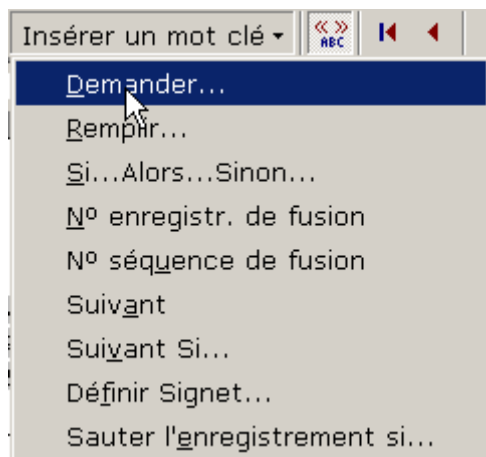 Insérer un mot clé « » ABC
Demander...
Remplir...
Si...Alors...Sinon...
Nº enregistr. de fusion
Nº séquence de fusion
Suivant
Suivant Si...
Définir Signet...
Sauter l'enregistrement si...